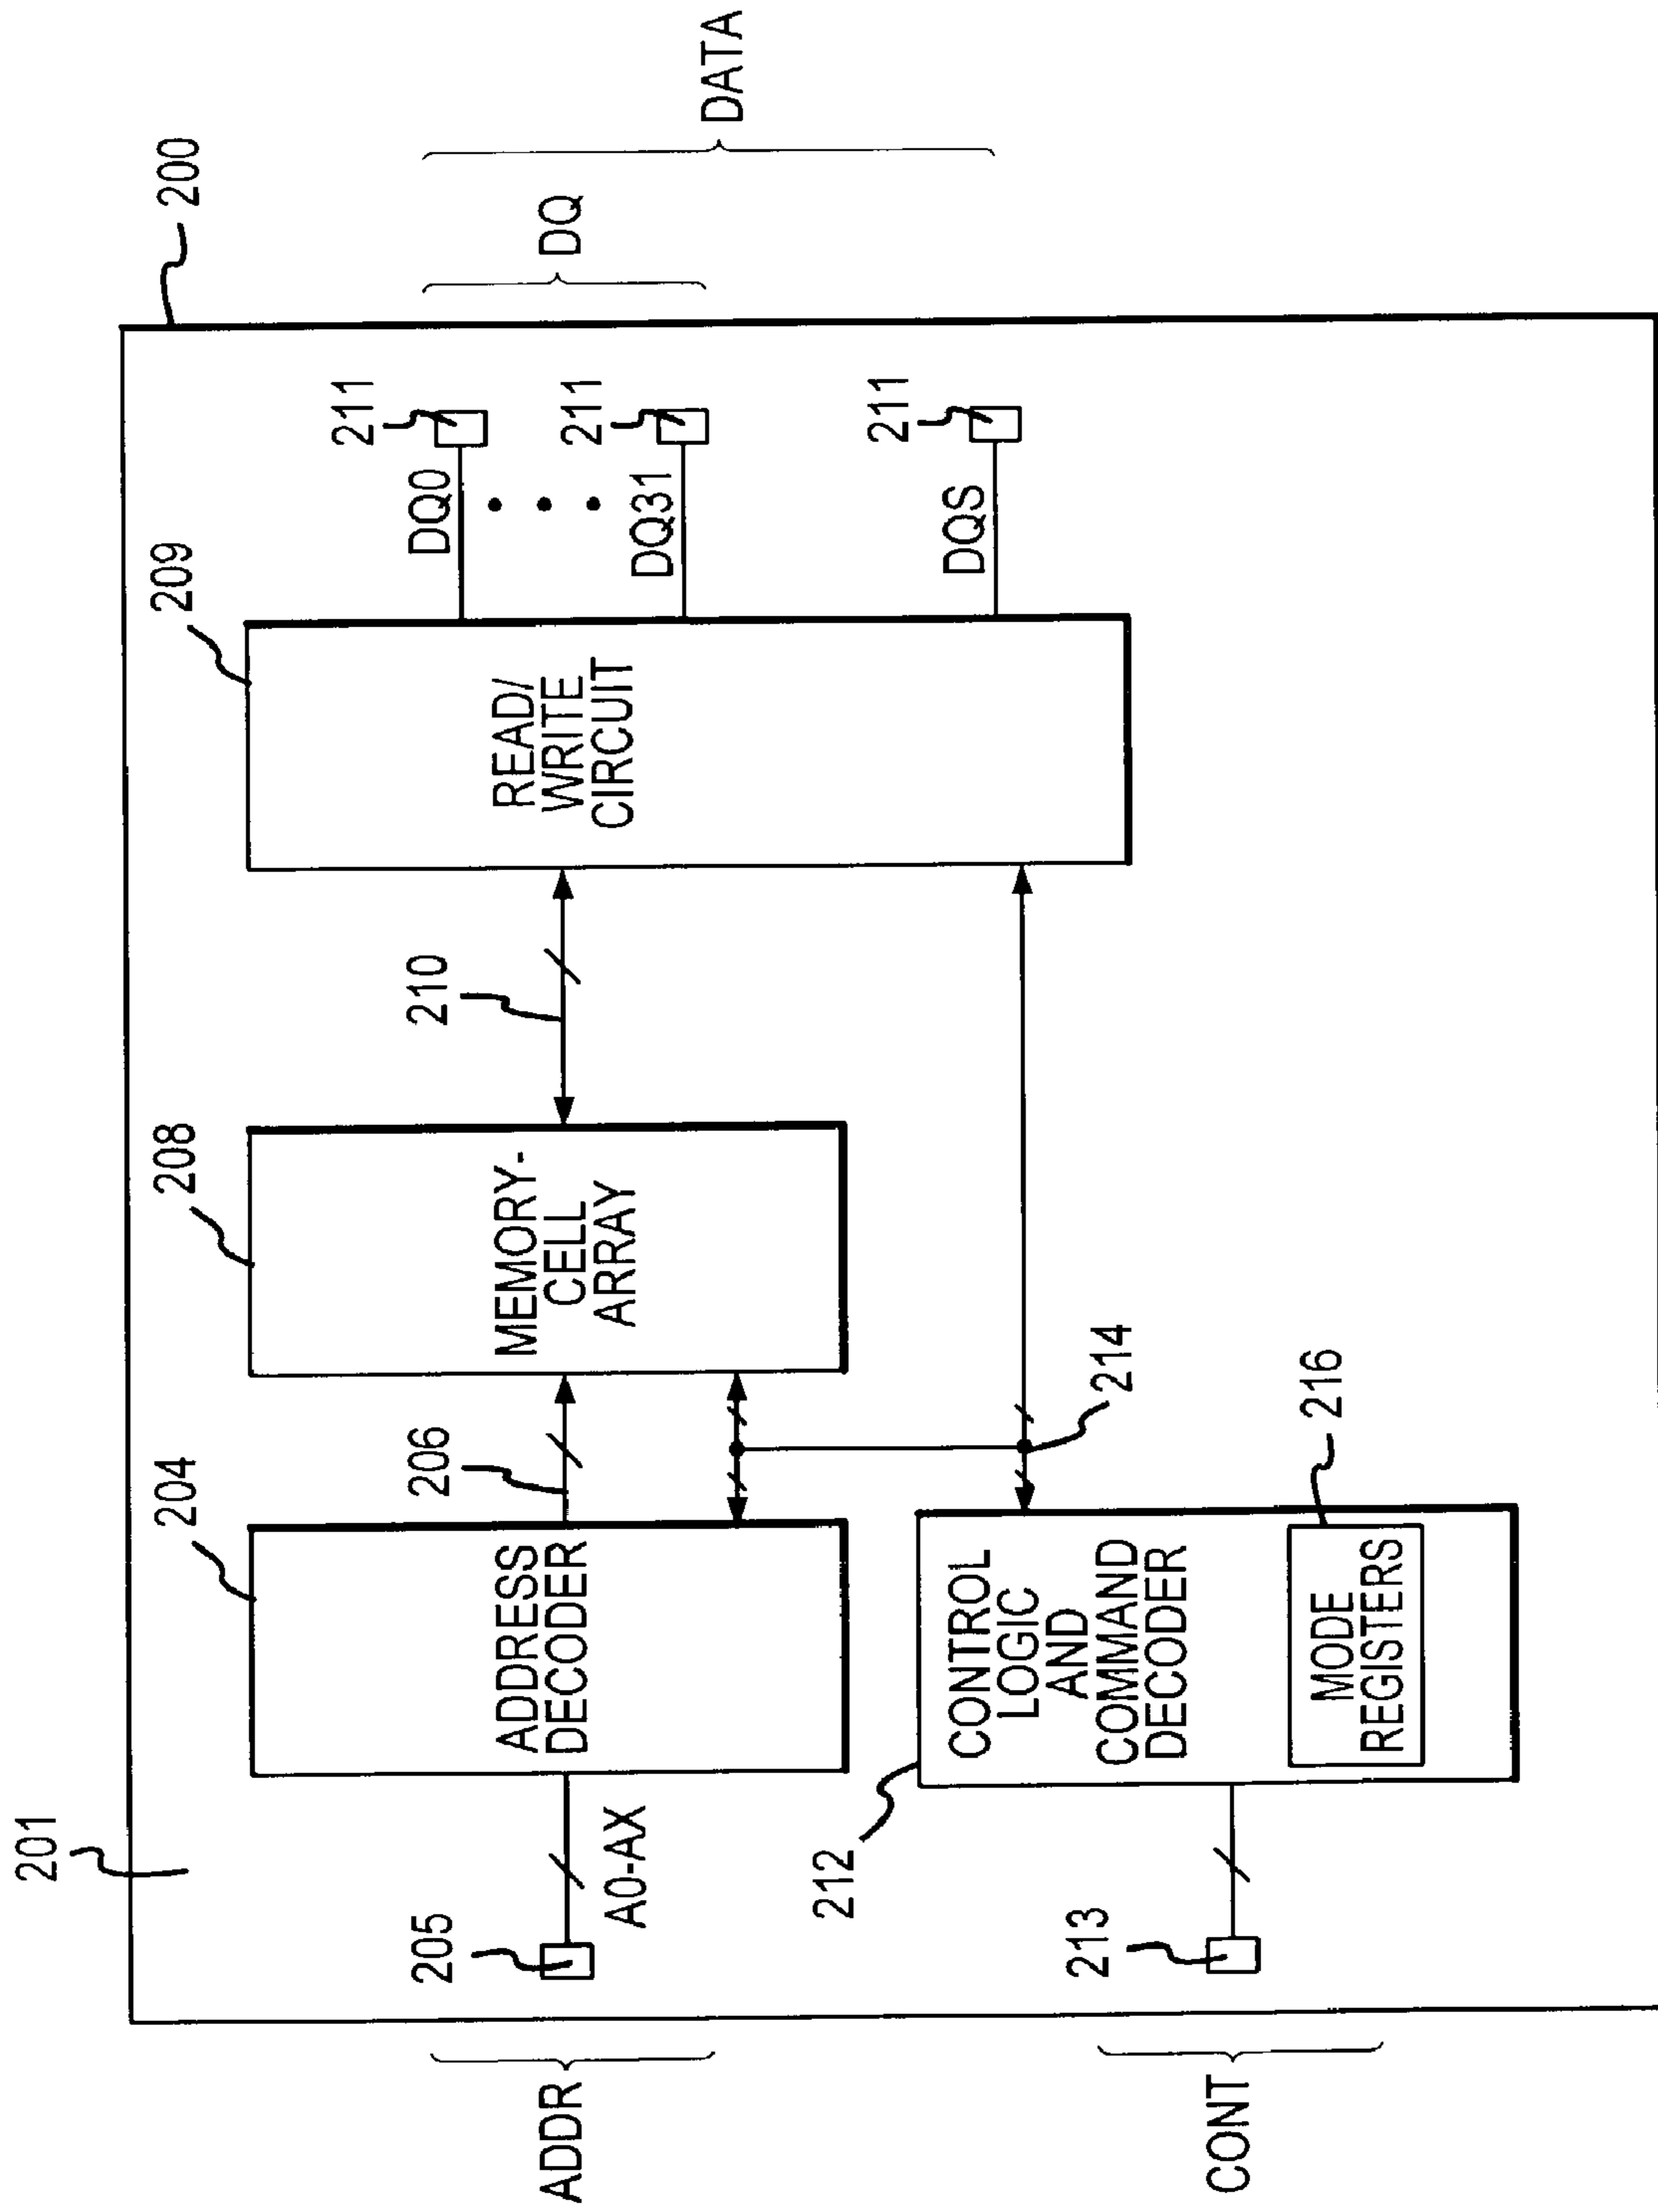 200
201
204
208
209
205
A0-AX
ADDRESS
DECODER
206
MEMORY-
CELL
ARRAY
210
READ/
WRITE
CIRCUIT
DQ0
211
DQ31
211
DQS
211
ADDR
DQ
DATA
212
213
CONTROL
LOGIC
AND
COMMAND
DECODER
214
MODE
REGISTERS
216
CONT